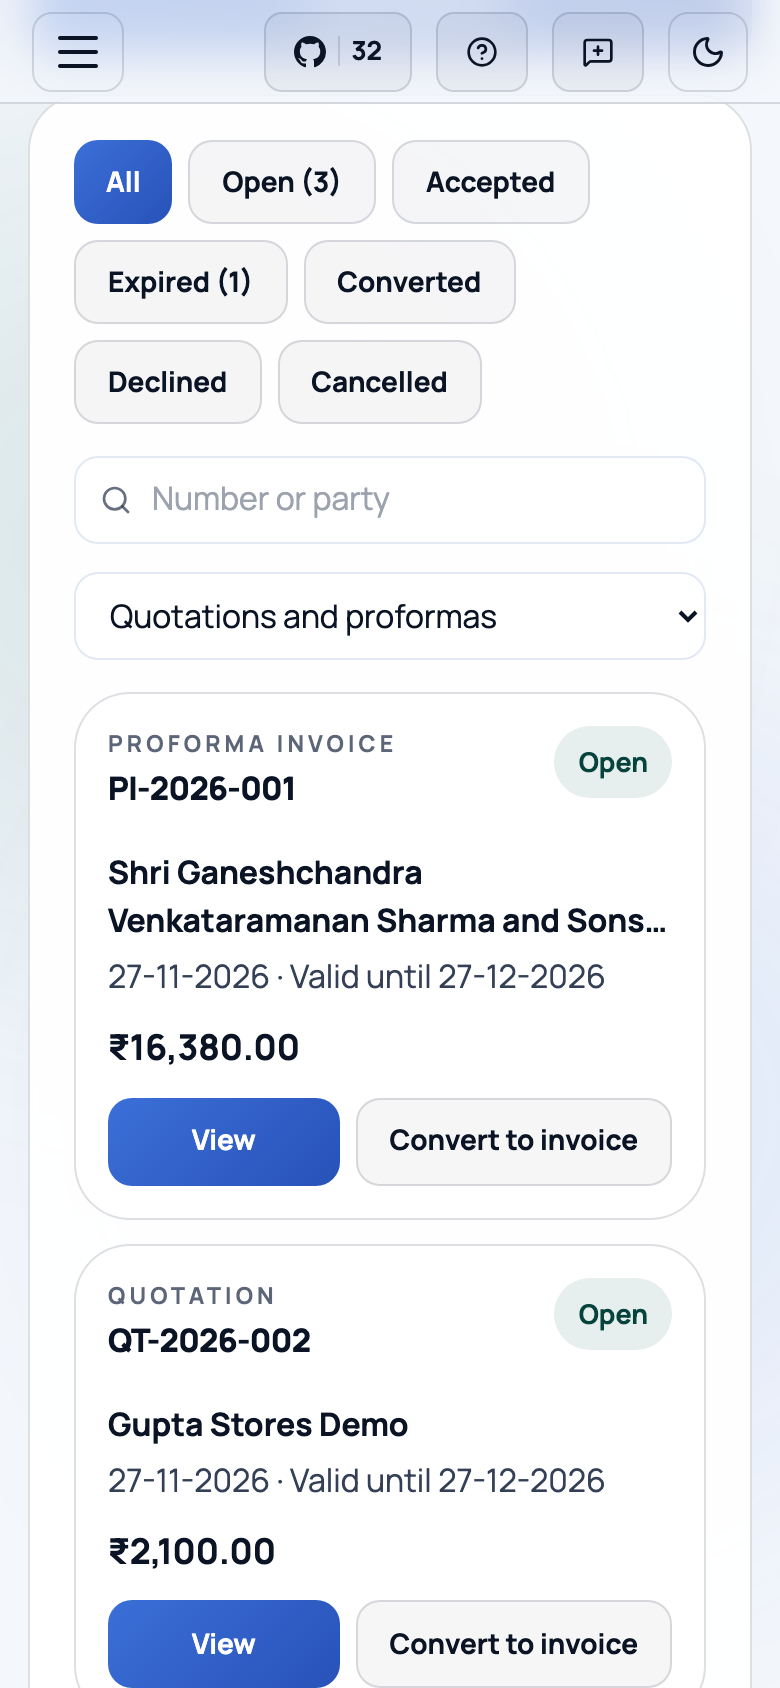 32
All
Open (3)
Accepted
Expired (1)
Converted
Declined
Cancelled
Number or party
Quotations and proformas
PROFORMA INVOICE
Open
PI-2026-001
Shri Ganeshchandra
Venkataramanan Sharma and Sons...
27-11-2026 · Valid until 27-12-2026
₹16,380.00
View
Convert to invoice
QUOTATION
Open
QT-2026-002
Gupta Stores Demo
27-11-2026 · Valid until 27-12-2026
₹2,100.00
View
Convert to invoice